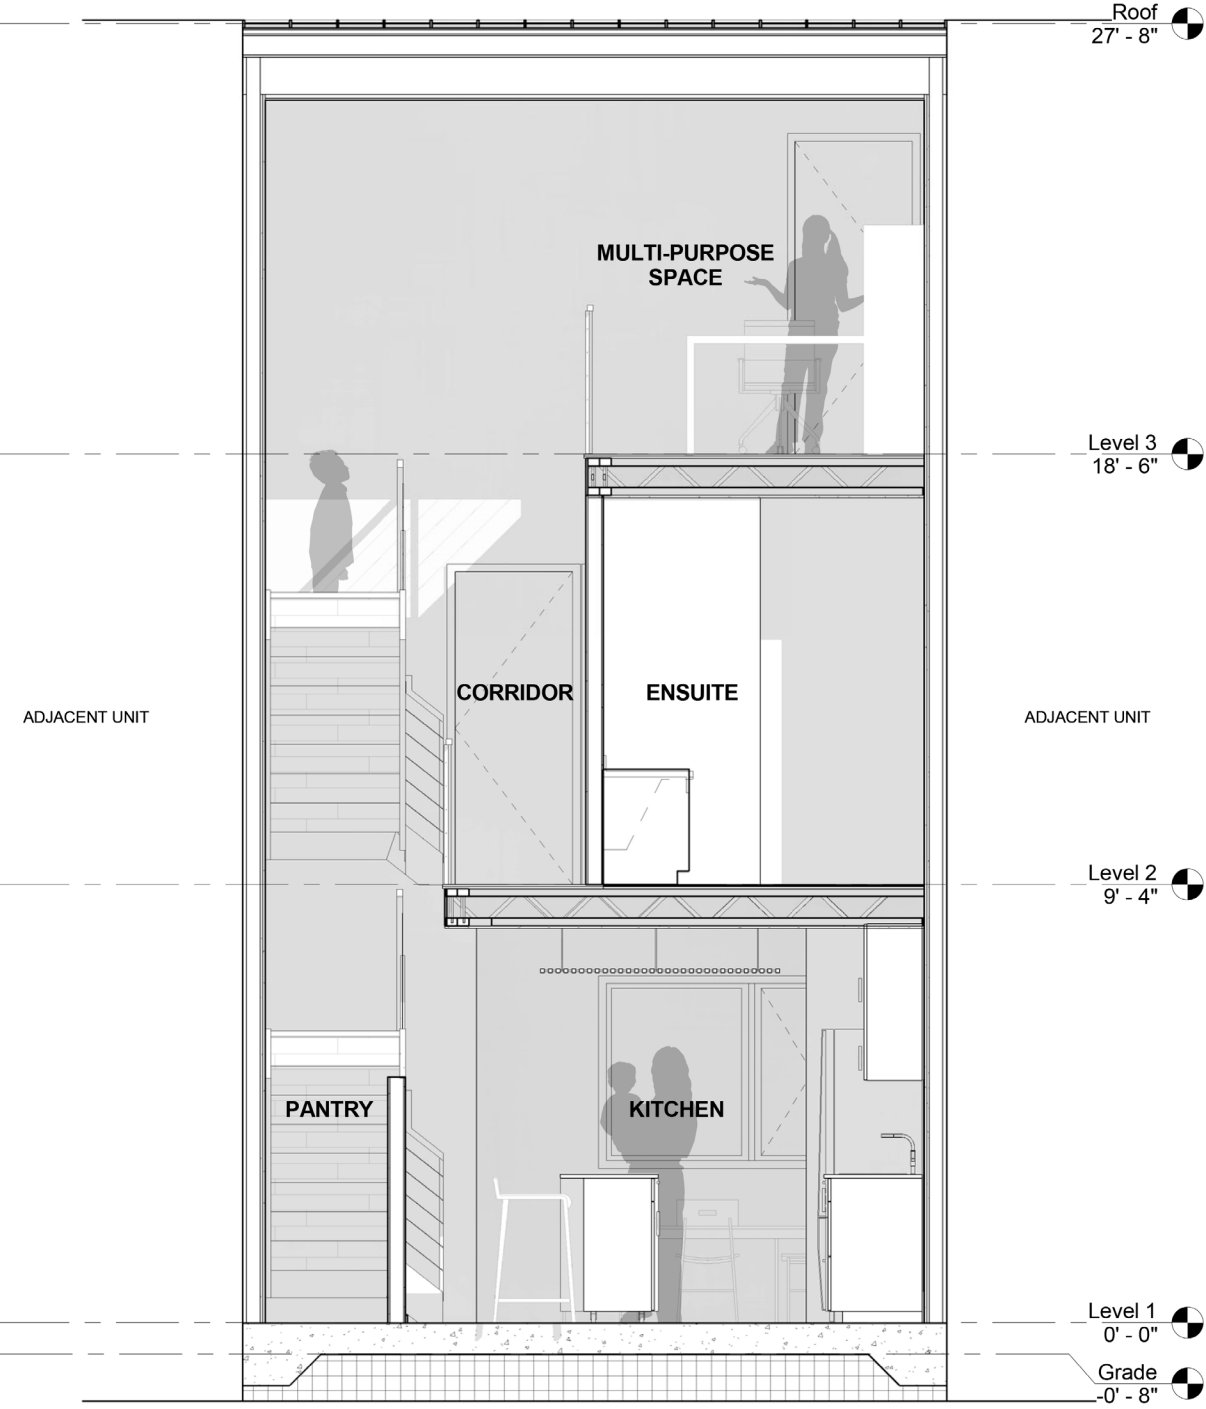 Roof
27' - 8"
MULTI-PURPOSE
SPACE
Level 3
18' - 6"
CORRIDOR
ENSUITE
ADJACENT UNIT
ADJACENT UNIT
Level 2
9' - 4"
PANTRY
KITCHEN
Level 1
0' - 0"
Grade
-0' - 8"